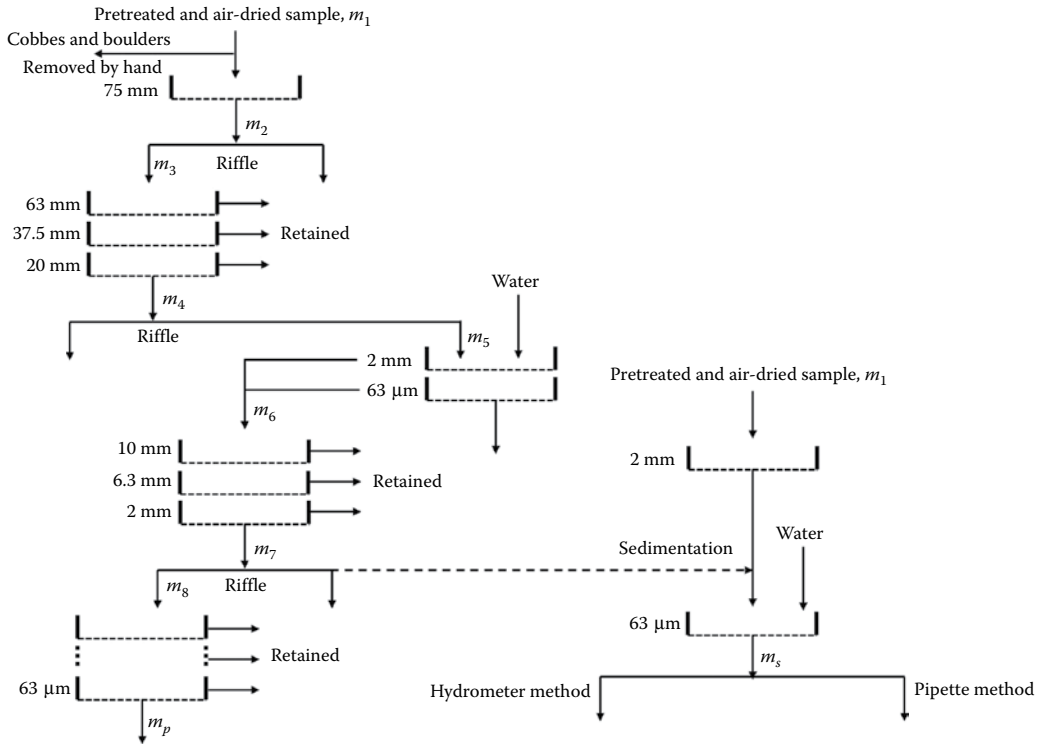 Pretreated and air-dried sample, m1
Cobbes and boulders
Removed by hand
75 mm
m2
Riffle
m3
63 mm
37.5 mm
Retained
20 mm
m4
Riffle
Water
m5
2 mm
63 μm
m6
10 mm
6.3 mm
Retained
2 mm
m7
Riffle
m8
Retained
63 μm
mp
Pretreated and air-dried sample, m1
2 mm
Water
Sedimentation
63 μm
ms
Hydrometer method
Pipette method